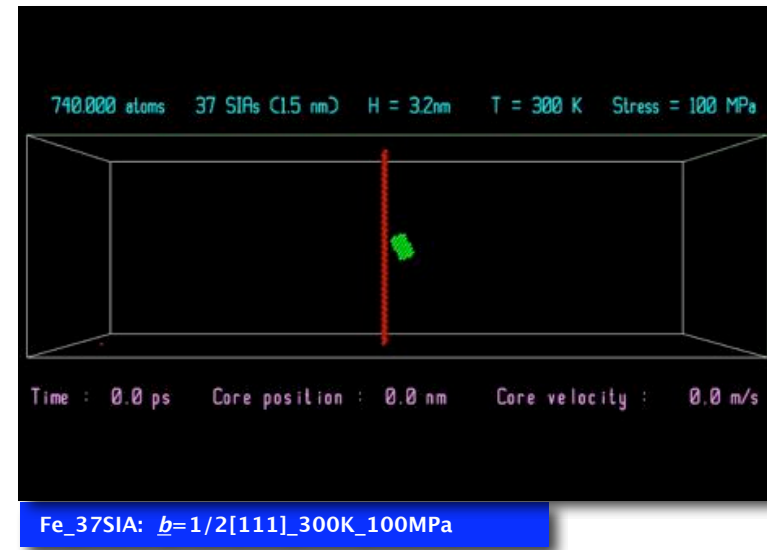 740.000 atoms 37 SIAs (1.5 nm) H = 3.2nm T = 300 K Stress = 100 MPa
Time : 0.0 ps Core position : 0.0 nm Core velocity : 0.0 m/s
Fe_37SIA: b=1/2[111]_300K_100MPa